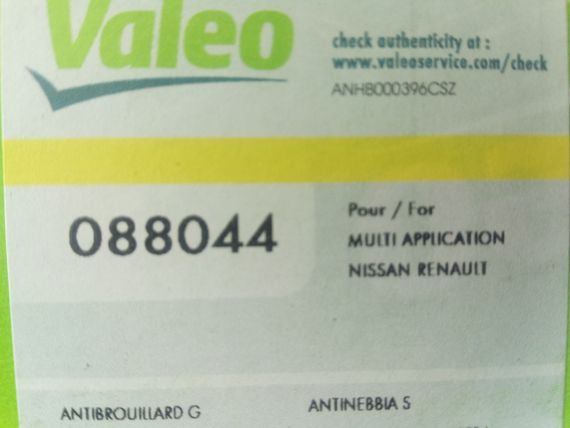 Valeo
check authenticity at :
www.valeoservice.com/check
ANHB000396CSZ
088044
Pour / For
MULTI APPLICATION
NISSAN RENAULT
ANTIBROUILLARD G
ANTINEBBIA S